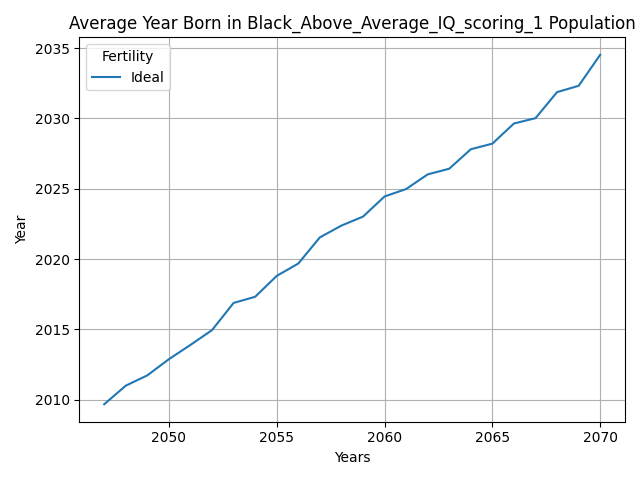 Average Year Born in Black_Above_Average_IQ_scoring_1 Population
Fertility
Ideal
2035
2030
2025
2020
2015
2010
Year
2050 2055 2060 2065 2070
Years